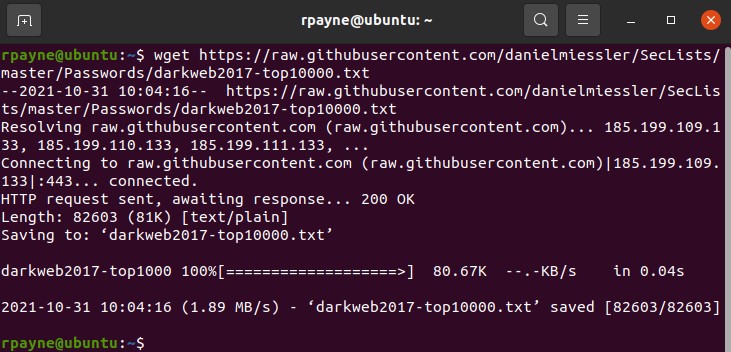 rpayne@ubuntu: ~
rpayne@ubuntu:~$ wget https://raw.githubusercontent.com/danielmiessler/SecLists/
master/Passwords/darkweb2017-top10000.txt
--2021-10-31 10:04:16--  https://raw.githubusercontent.com/danielmiessler/SecLis
ts/master/Passwords/darkweb2017-top10000.txt
Resolving raw.githubusercontent.com (raw.githubusercontent.com)... 185.199.109.1
33, 185.199.110.133, 185.199.111.133, ...
Connecting to raw.githubusercontent.com (raw.githubusercontent.com)|185.199.109.
133|:443... connected.
HTTP request sent, awaiting response... 200 OK
Length: 82603 (81K) [text/plain]
Saving to: ‘darkweb2017-top10000.txt’
darkweb2017-top1000 100%[===================>]  80.67K  --.-KB/s    in 0.04s
2021-10-31 10:04:16 (1.89 MB/s) - ‘darkweb2017-top10000.txt’ saved [82603/82603]
rpayne@ubuntu:~$